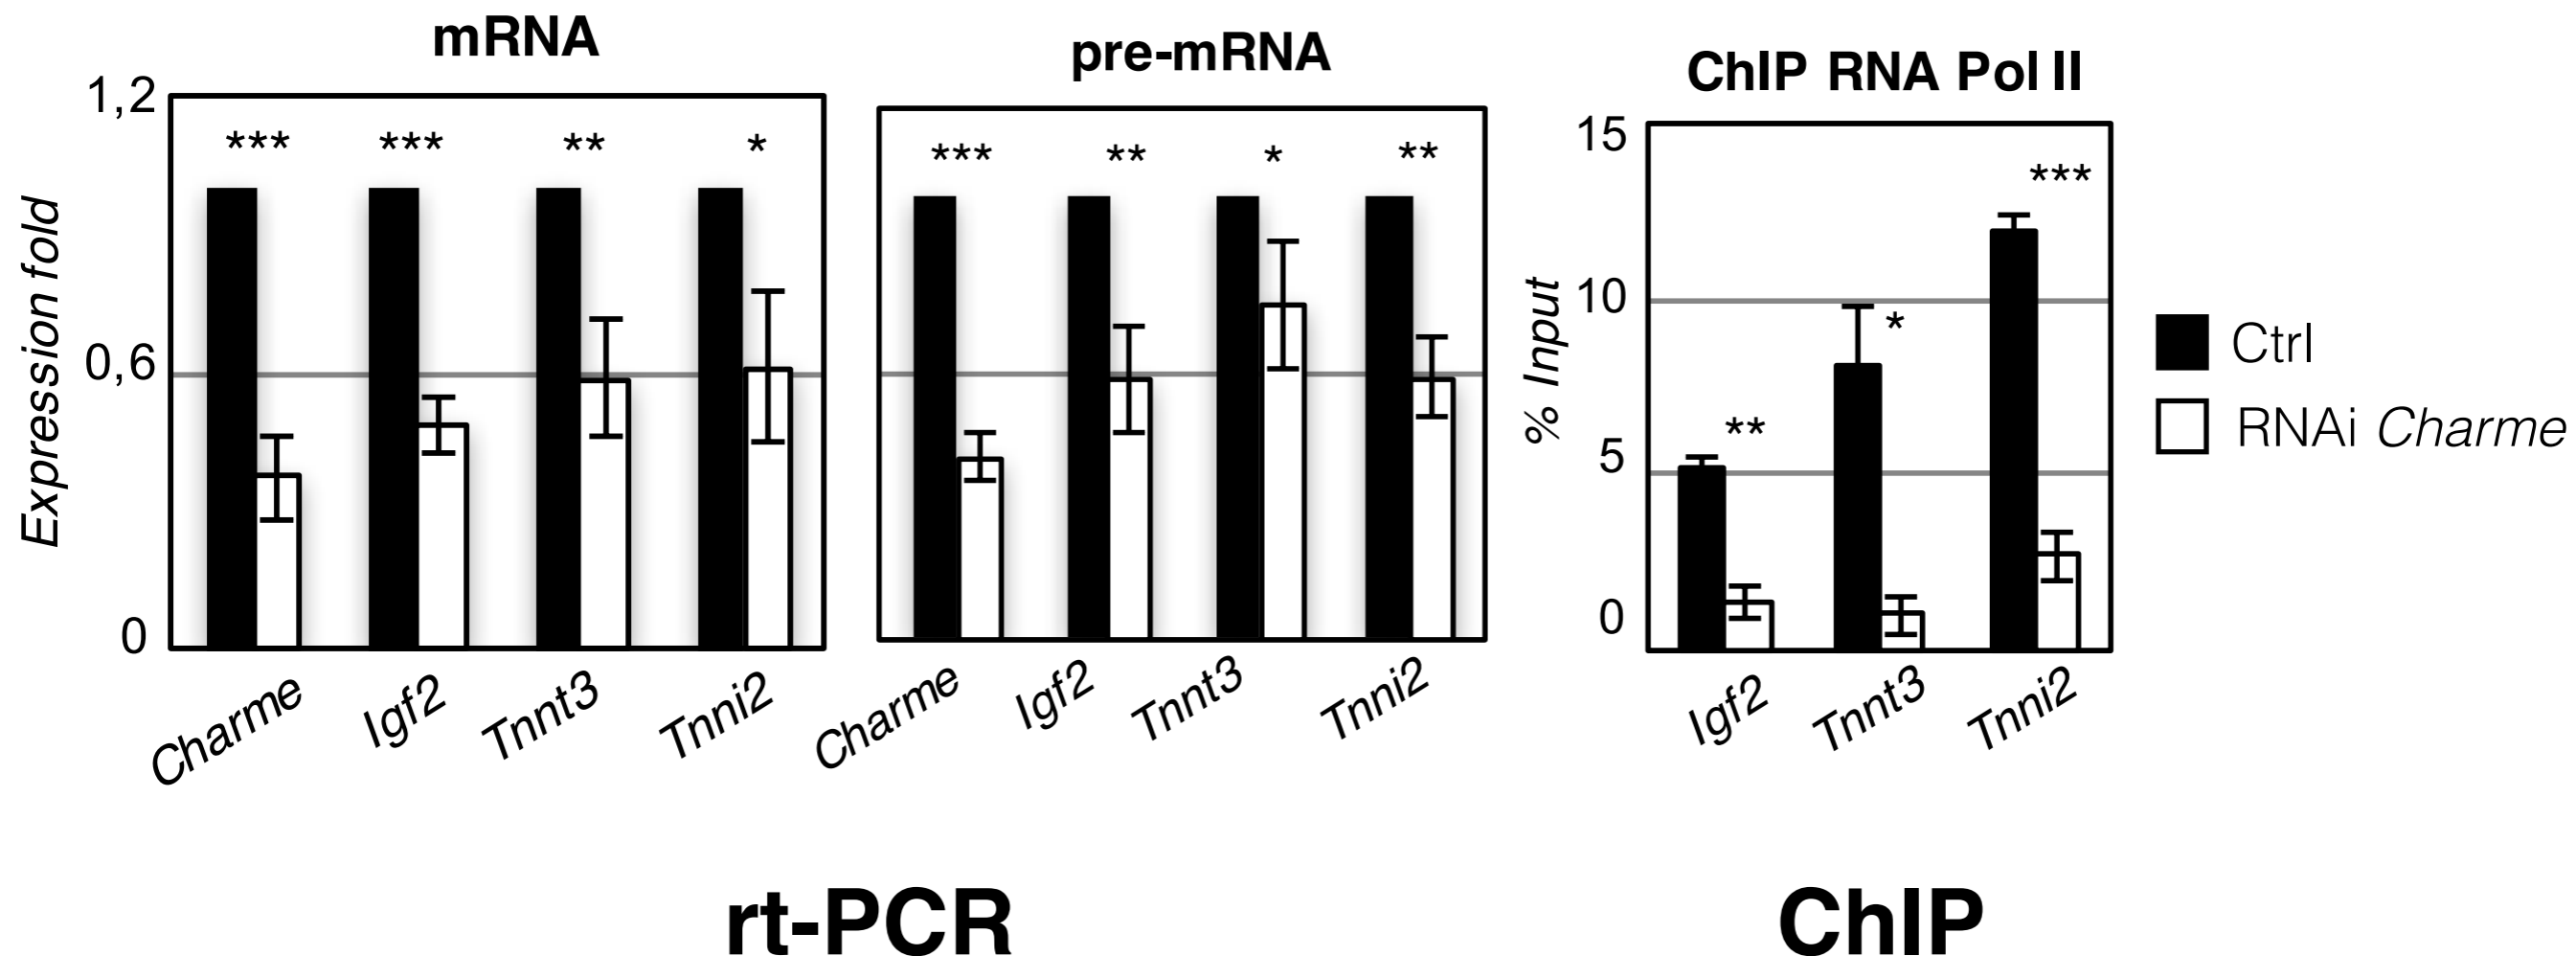 mRNA
pre-mRNA
ChIP RNA Pol II
Expression fold
1,2
0,6
0
*** *** ** *
*** ** * **
% Input
15
10
5
0
** * ***
Ctrl
RNAi Charme
Charme Igf2 Tnnt3 Tnni2
Charme Igf2 Tnnt3 Tnni2
Igf2 Tnnt3 Tnni2
rt-PCR
ChIP